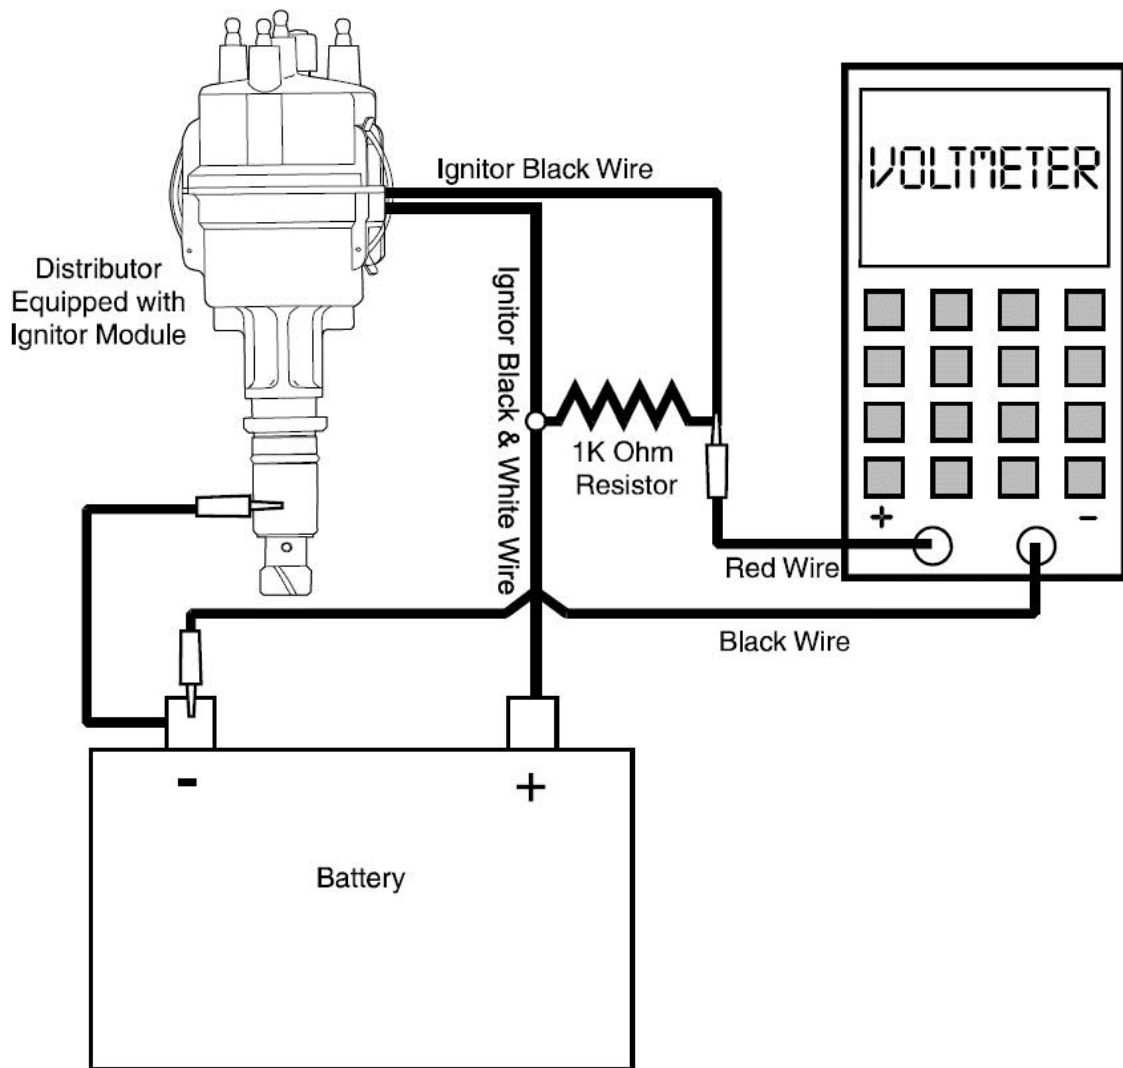 VOLTMETER
Ignitor Black Wire
Distributor
Equipped with
Ignitor Module
Ignitor Black & White Wire
1K Ohm
Resistor
+
-
Red Wire
Black Wire
-
+
Battery